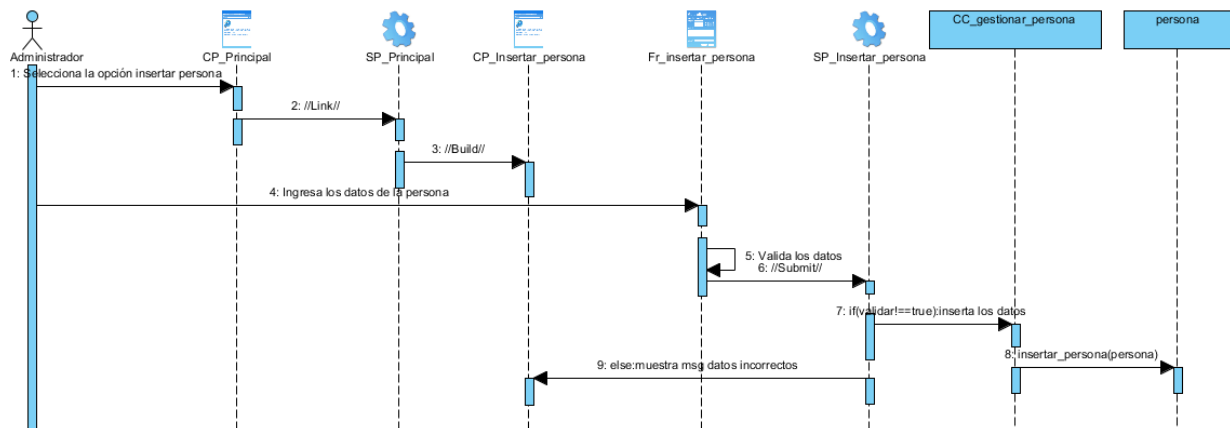 CC_gestionar_persona
persona
Administrador
CP_Principal
SP_Principal
CP_Insertar_persona
Fr_insertar_persona
SP_Insertar_persona
1: Selecciona la opción insertar persona
2: //Link//
3: //Build//
4: Ingresa los datos de la persona
5: Valida los datos
6: //Submit//
7: if(validar!==true):inserta los datos
8: insertar_persona(persona)
9: else:muestra msg datos incorrectos